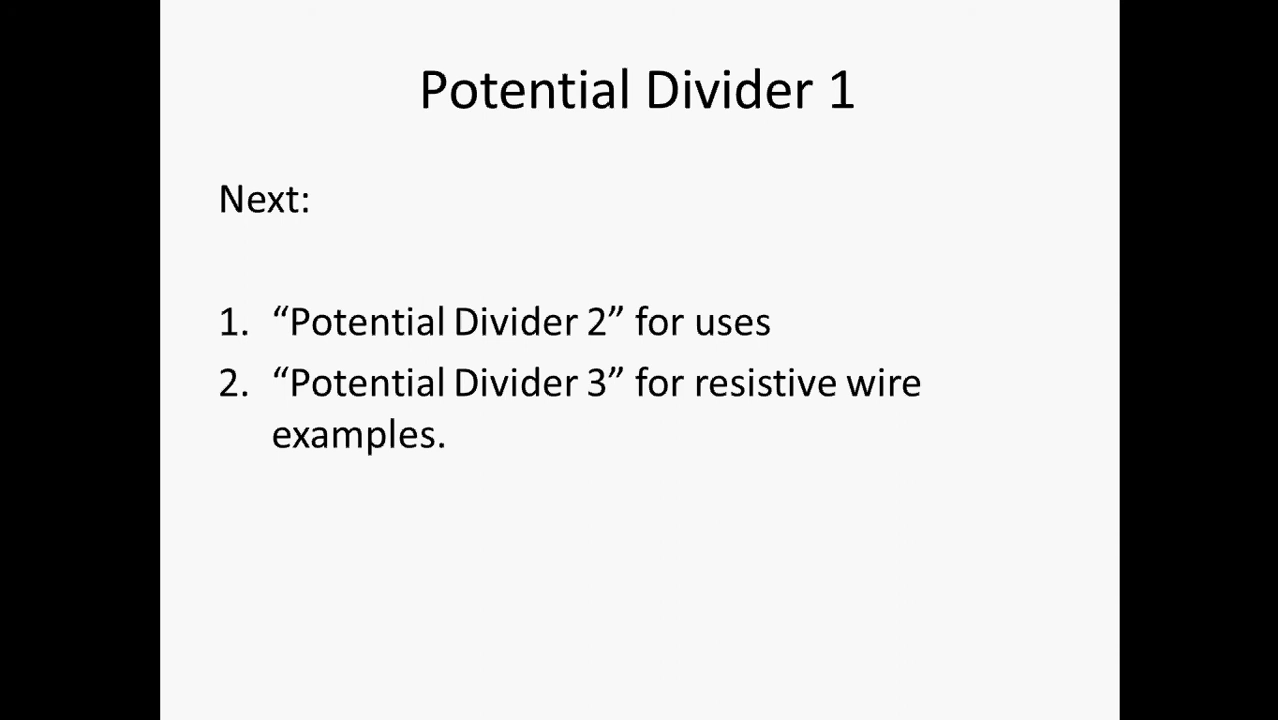 Potential Divider 1
Next:
1. “Potential Divider 2” for uses
2. “Potential Divider 3” for resistive wire
examples.